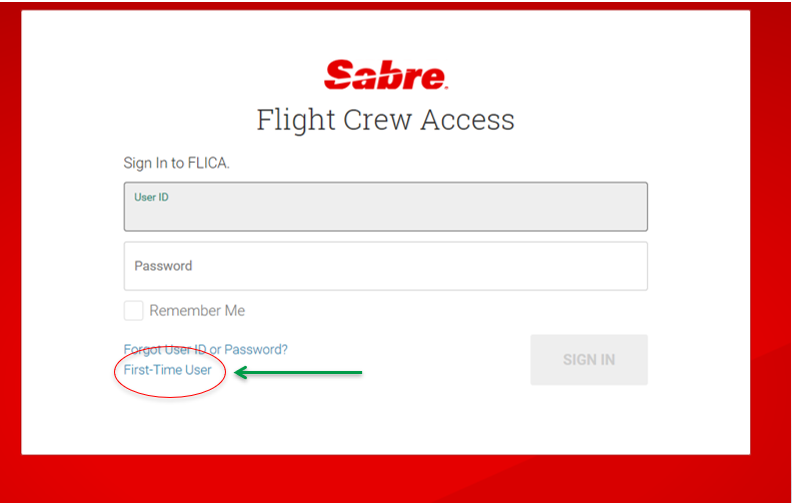 Sabre.
Flight Crew Access
Sign In to FLICA.
User ID
Password
Remember Me
Forgot User ID or Password?
First-Time User
SIGN IN